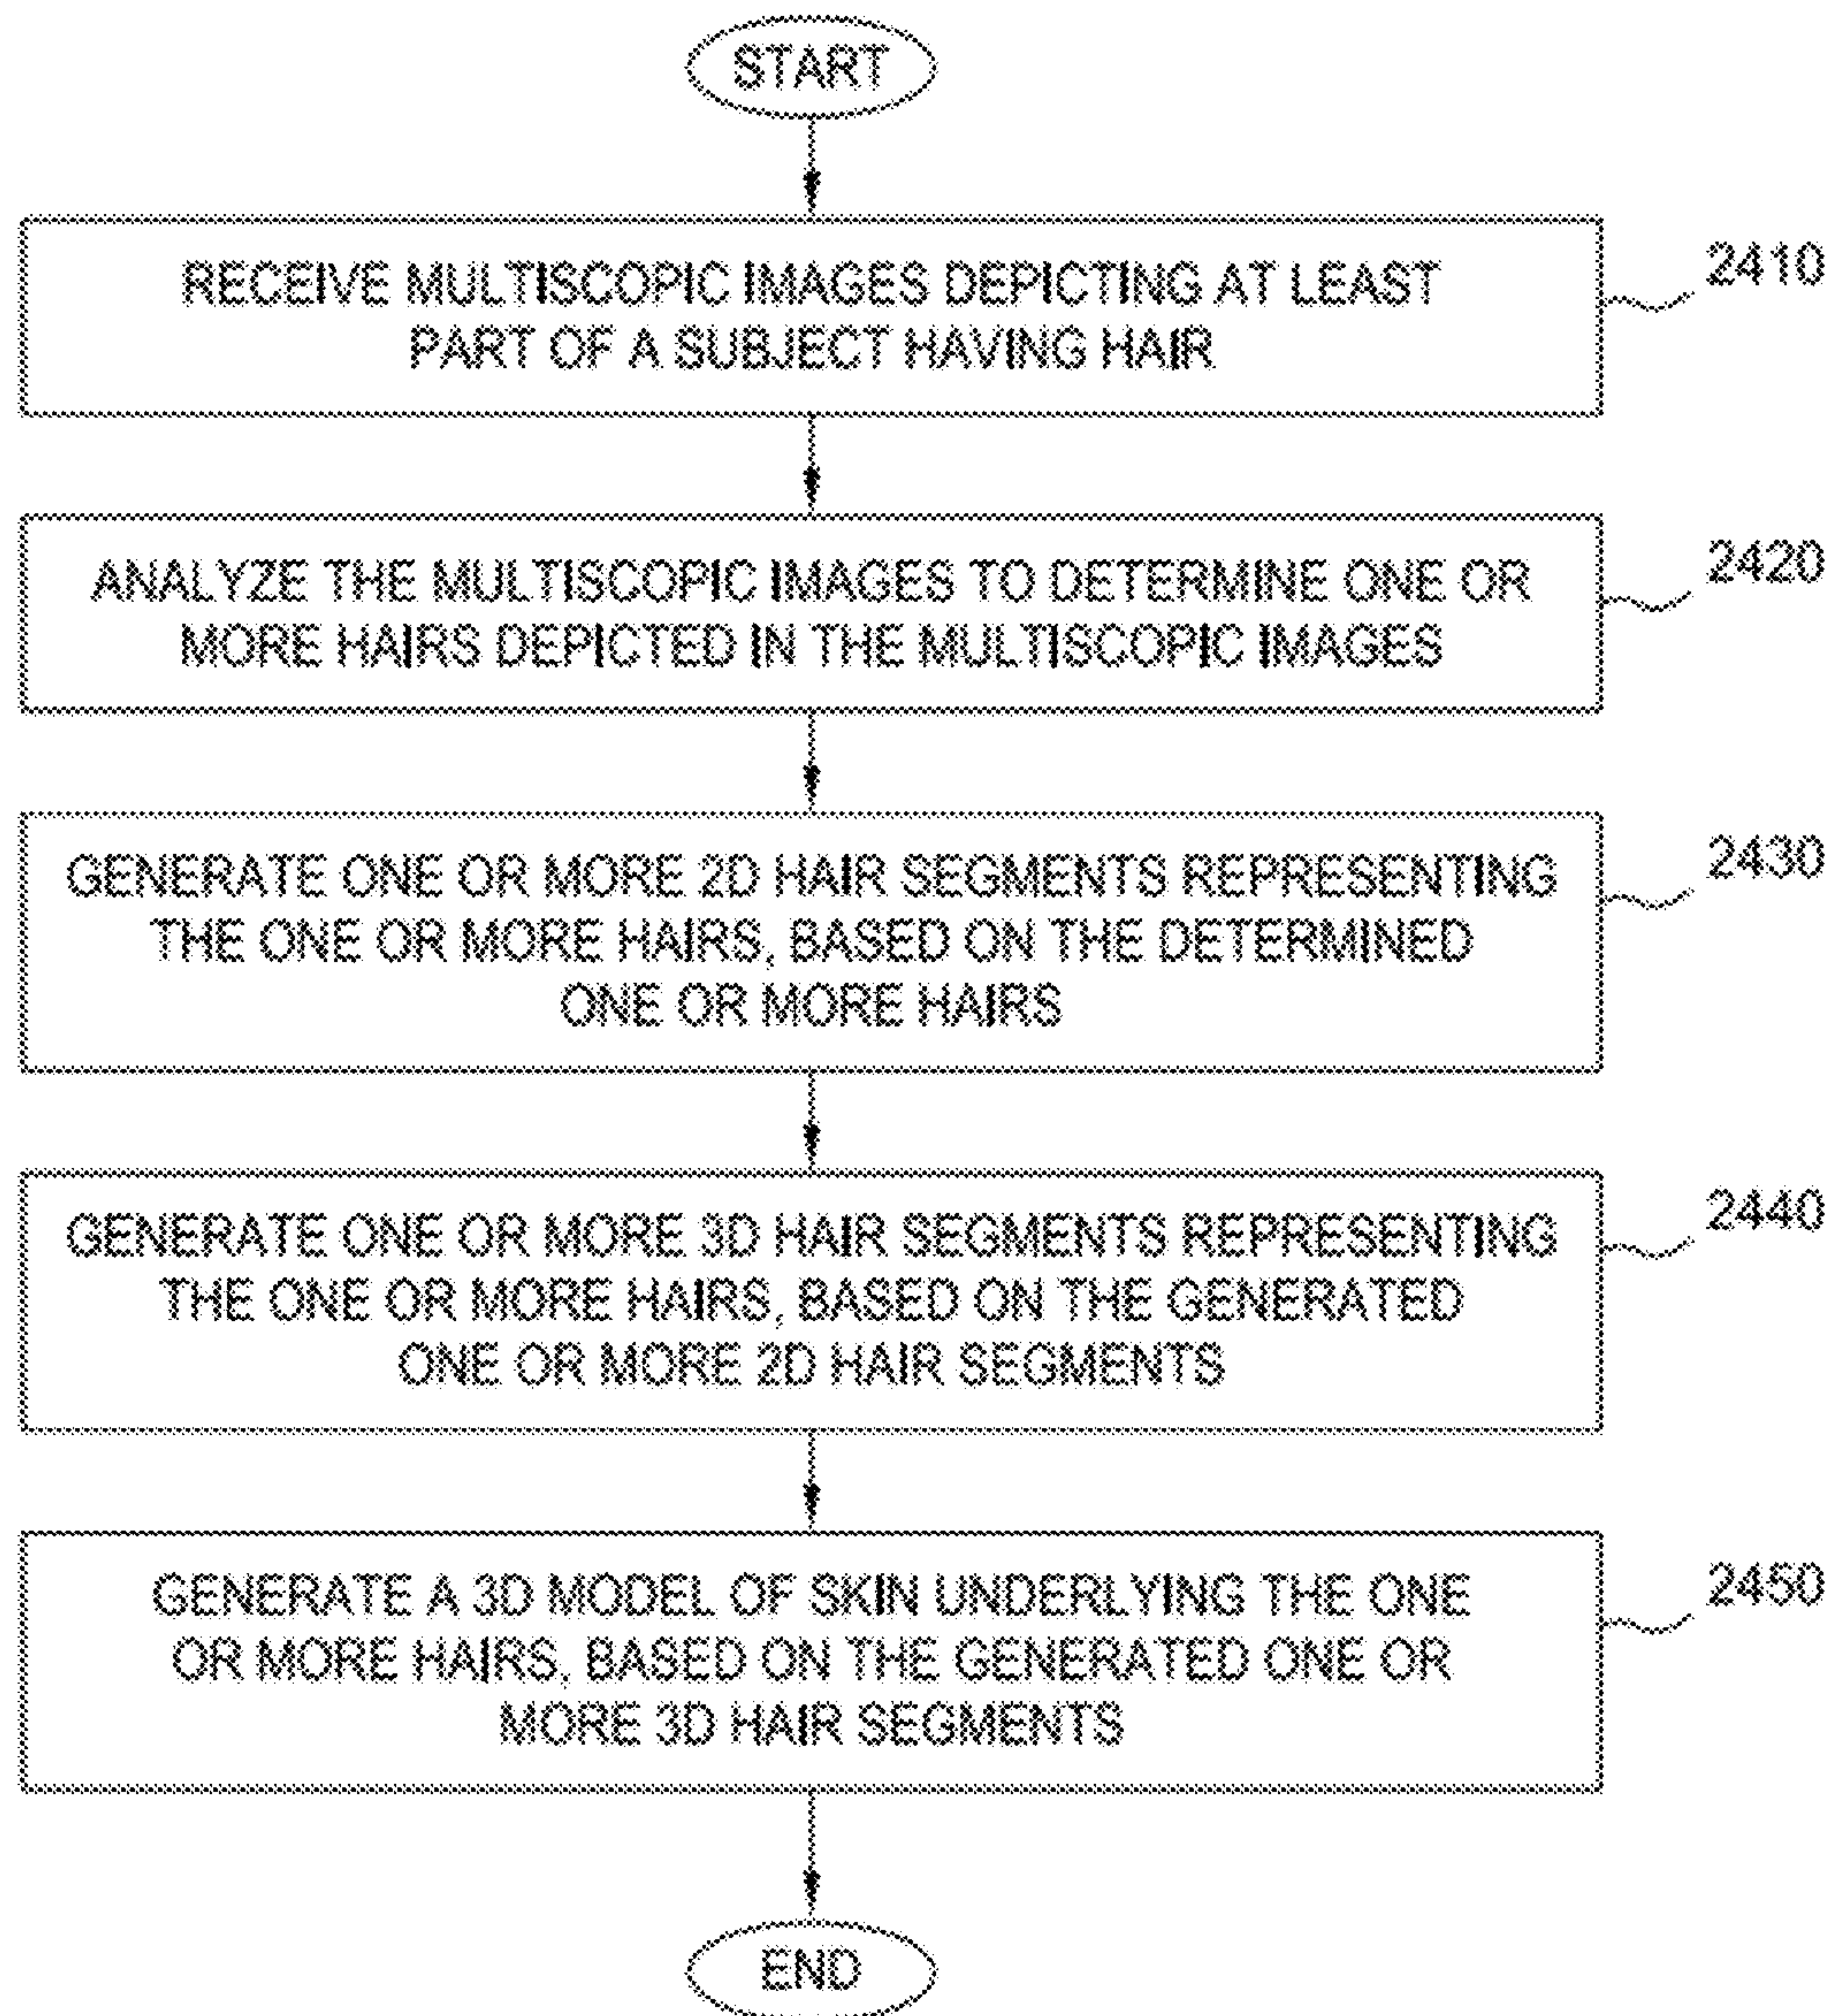 START
RECEIVE MULTISCOPIC IMAGES DEPICTING AT LEAST
PART OF A SUBJECT HAVING HAIR
2410
ANALYZE THE MULTISCOPIC IMAGES TO DETERMINE ONE OR
MORE HAIRS DEPICTED IN THE MULTISCOPIC IMAGES
2420
GENERATE ONE OR MORE 2D HAIR SEGMENTS REPRESENTING
THE ONE OR MORE HAIRS, BASED ON THE DETERMINED
ONE OR MORE HAIRS
2430
GENERATE ONE OR MORE 3D HAIR SEGMENTS REPRESENTING
THE ONE OR MORE HAIRS, BASED ON THE GENERATED
ONE OR MORE 2D HAIR SEGMENTS
2440
GENERATE A 3D MODEL OF SKIN UNDERLYING THE ONE
OR MORE HAIRS, BASED ON THE GENERATED ONE OR
MORE 3D HAIR SEGMENTS
2450
END